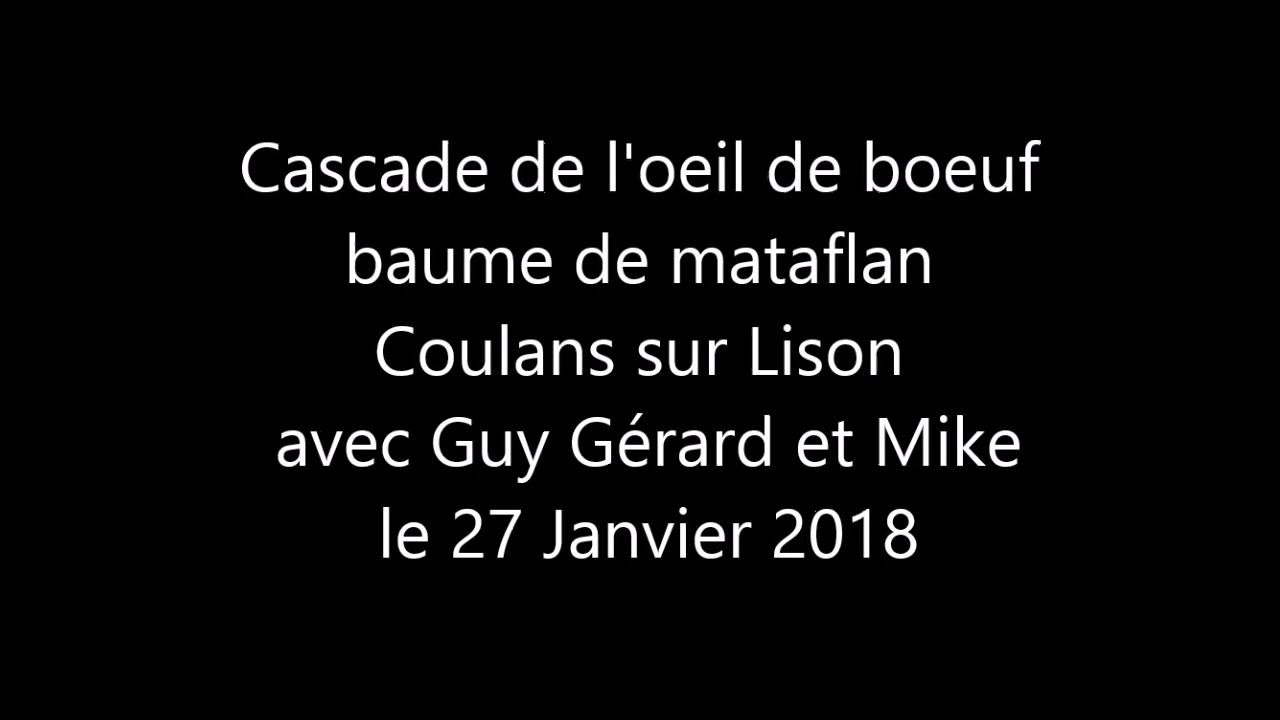 Cascade de l'oeil de boeuf
baume de mataflan
Coulans sur Lison
avec Guy Gérard et Mike
le 27 Janvier 2018